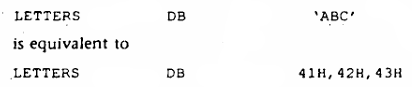 LETTERS DB 'ABC'
is equivalent to
LETTERS DB 41H, 42H, 43H